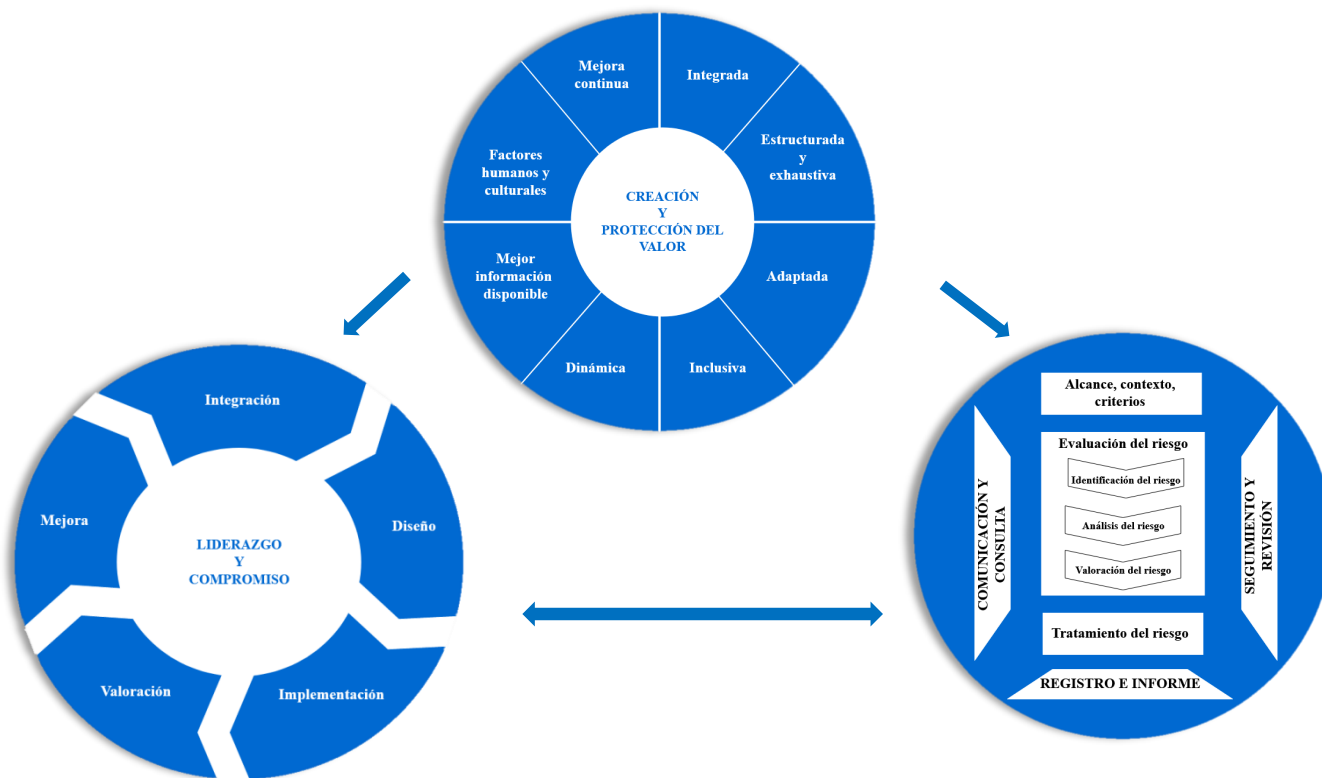 Mejora
continua
Integrada
Estructurada
y
exhaustiva
Adaptada
Inclusiva
Dinámica
Mejor
información
disponible
Factores
humanos y
culturales
CREACIÓN
Y
PROTECCIÓN DEL
VALOR
Integración
Diseño
Implementación
Valoración
Mejora
LIDERAZGO
Y
COMPROMISO
Alcance, contexto,
criterios
Evaluación del riesgo
Identificación del riesgo
Análisis del riesgo
Valoración del riesgo
Tratamiento del riesgo
COMUNICACIÓN Y
CONSULTA
SEGUIMIENTO Y
REVISIÓN
REGISTRO E INFORME